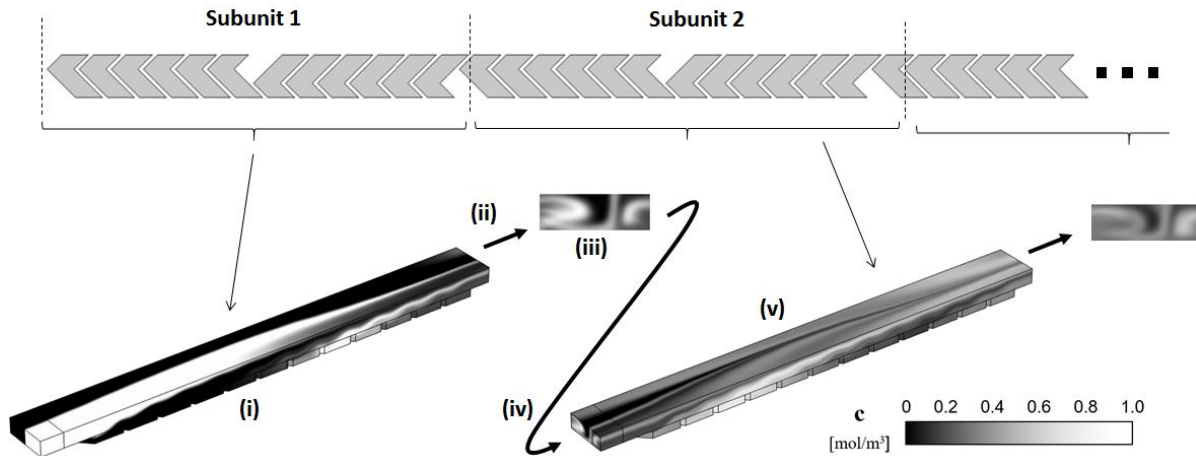 Subunit 1
Subunit 2
(ii)
(iii)
(i)
(iv)
(v)
c
0 0.2 0.4 0.6 0.8 1.0
[mol/m³]